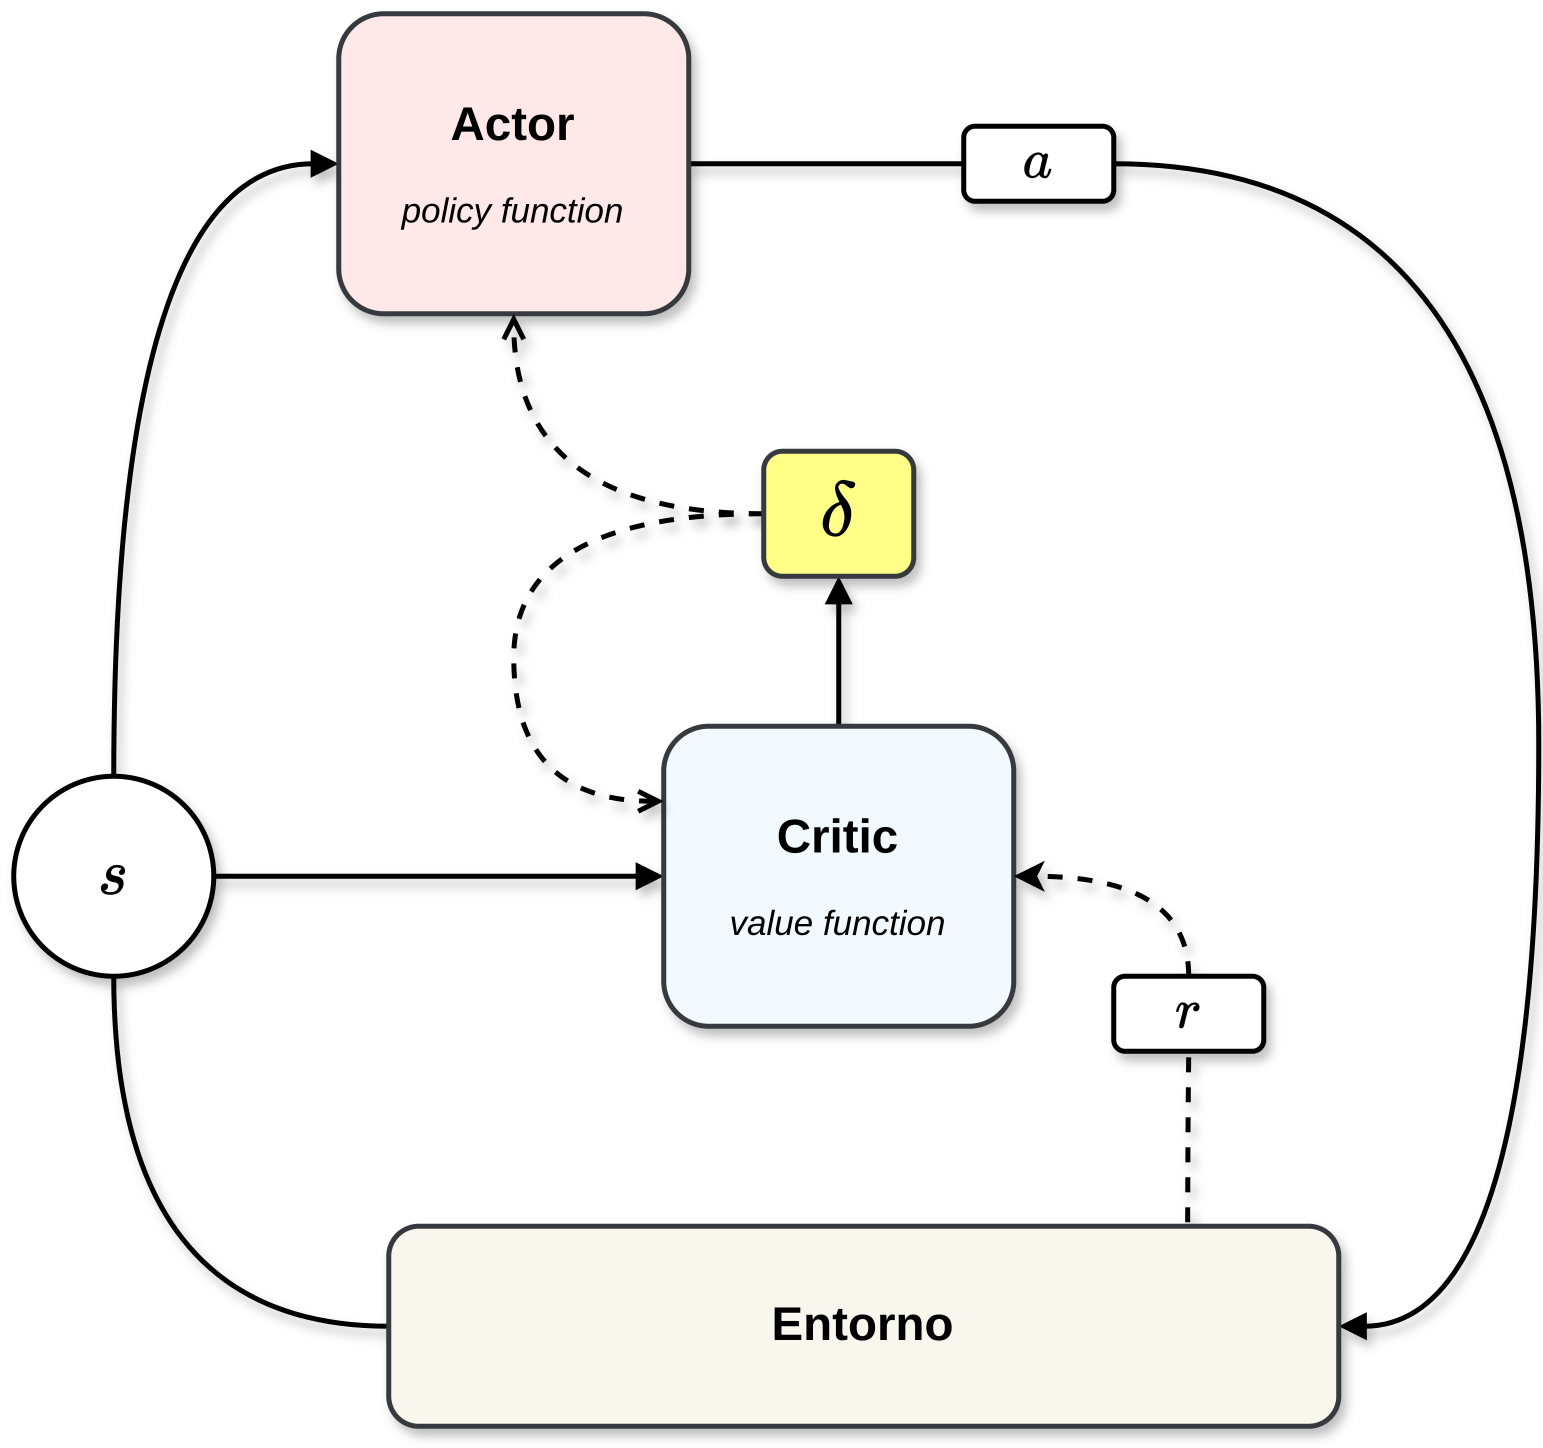 Actor
policy function
a
δ
Critic
value function
s
r
Entorno